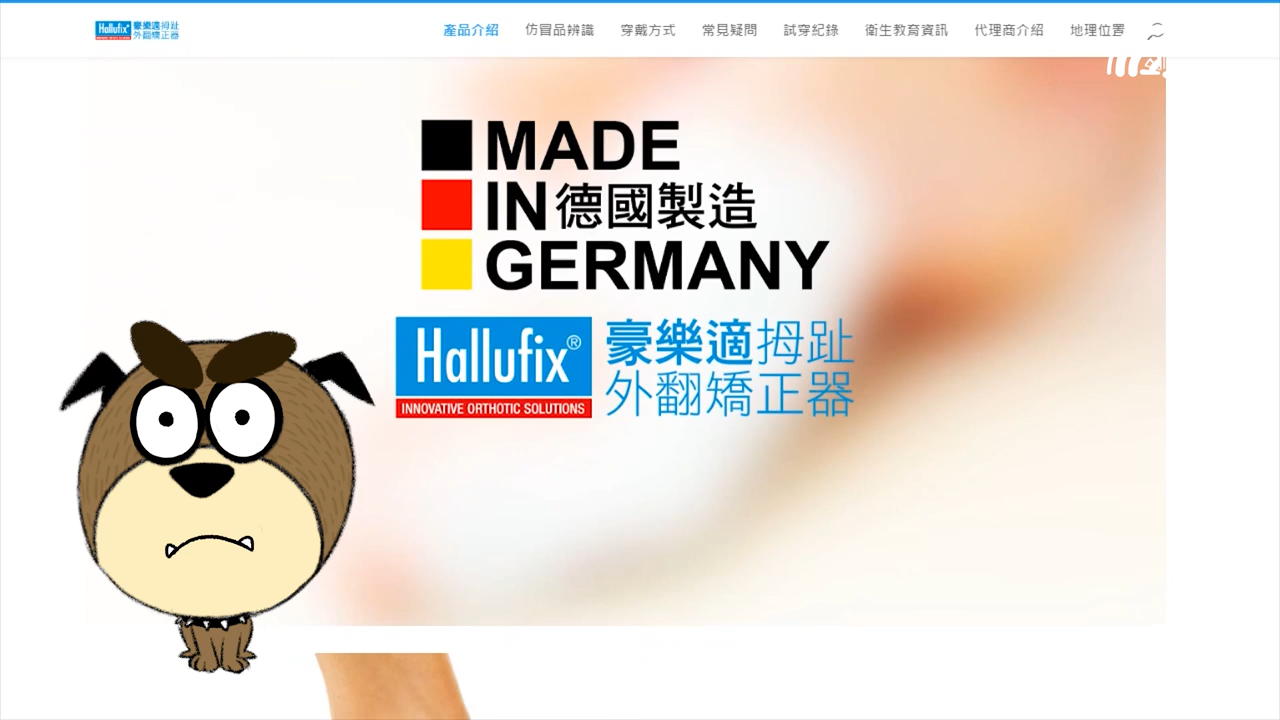 Hallufix 豪樂適拇趾
外翻矯正器
產品介紹 仿冒品辨識 穿戴方式 常見疑問 試穿紀錄 衛生教育資訊 代理商介紹 地理位置
MADE
IN德國製造
GERMANY
Hallufix® 豪樂適拇趾
INNOVATIVE ORTHOTIC SOLUTIONS 外翻矯正器